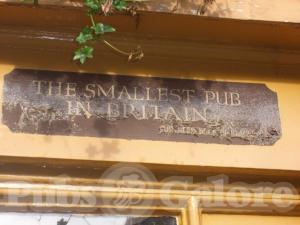 THE SMALLEST PUB
IN BRITAIN
Pubs Galore